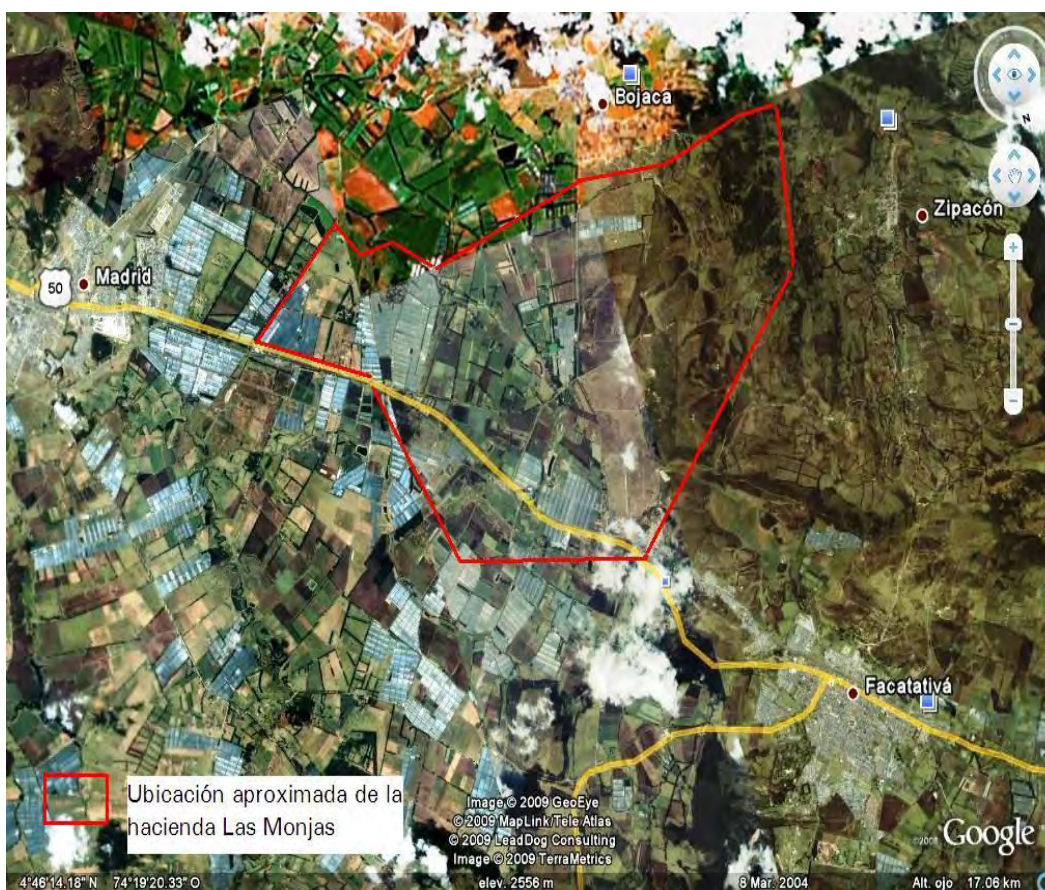 Bojaca
N
Zipacón
Madrid
50
Facatativá
Ubicación aproximada de la
hacienda Las Monjas
Image © 2009 GeoEye
© 2009 MapLink/Tele Atlas
© 2009 LeadDog Consulting
Image © 2009 TerraMetrics
©2008 Google
4°46'14.18" N 74°19'20.33" O elev. 2556 m 8 Mar. 2004 Alt. ojo 17.06 km